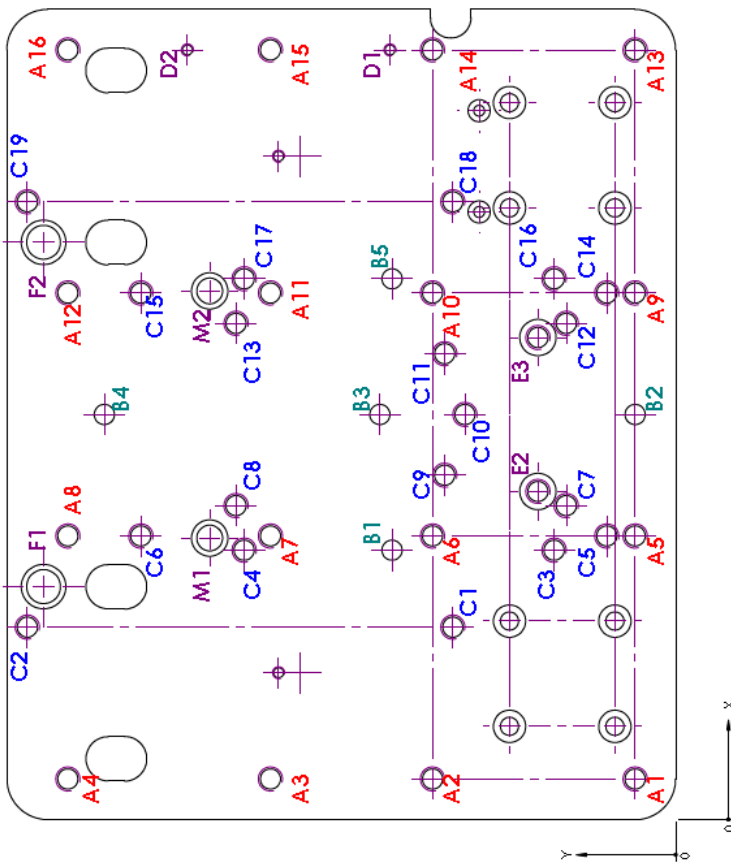 C2 C19
F1 F2
A4 A8 A12 A16
B4
C6 C15
D2
M1 M2
C4 C8 C13 C17
A3 A7 A11 A15
B1 B3 B5 D1
C9 C11
A2 A6 A10 A14
C1 C10 C18
E2 E3
C3 C16
Y
C5 C7 C12 C14
A1 A5 B2 A9 A13
0
0 X